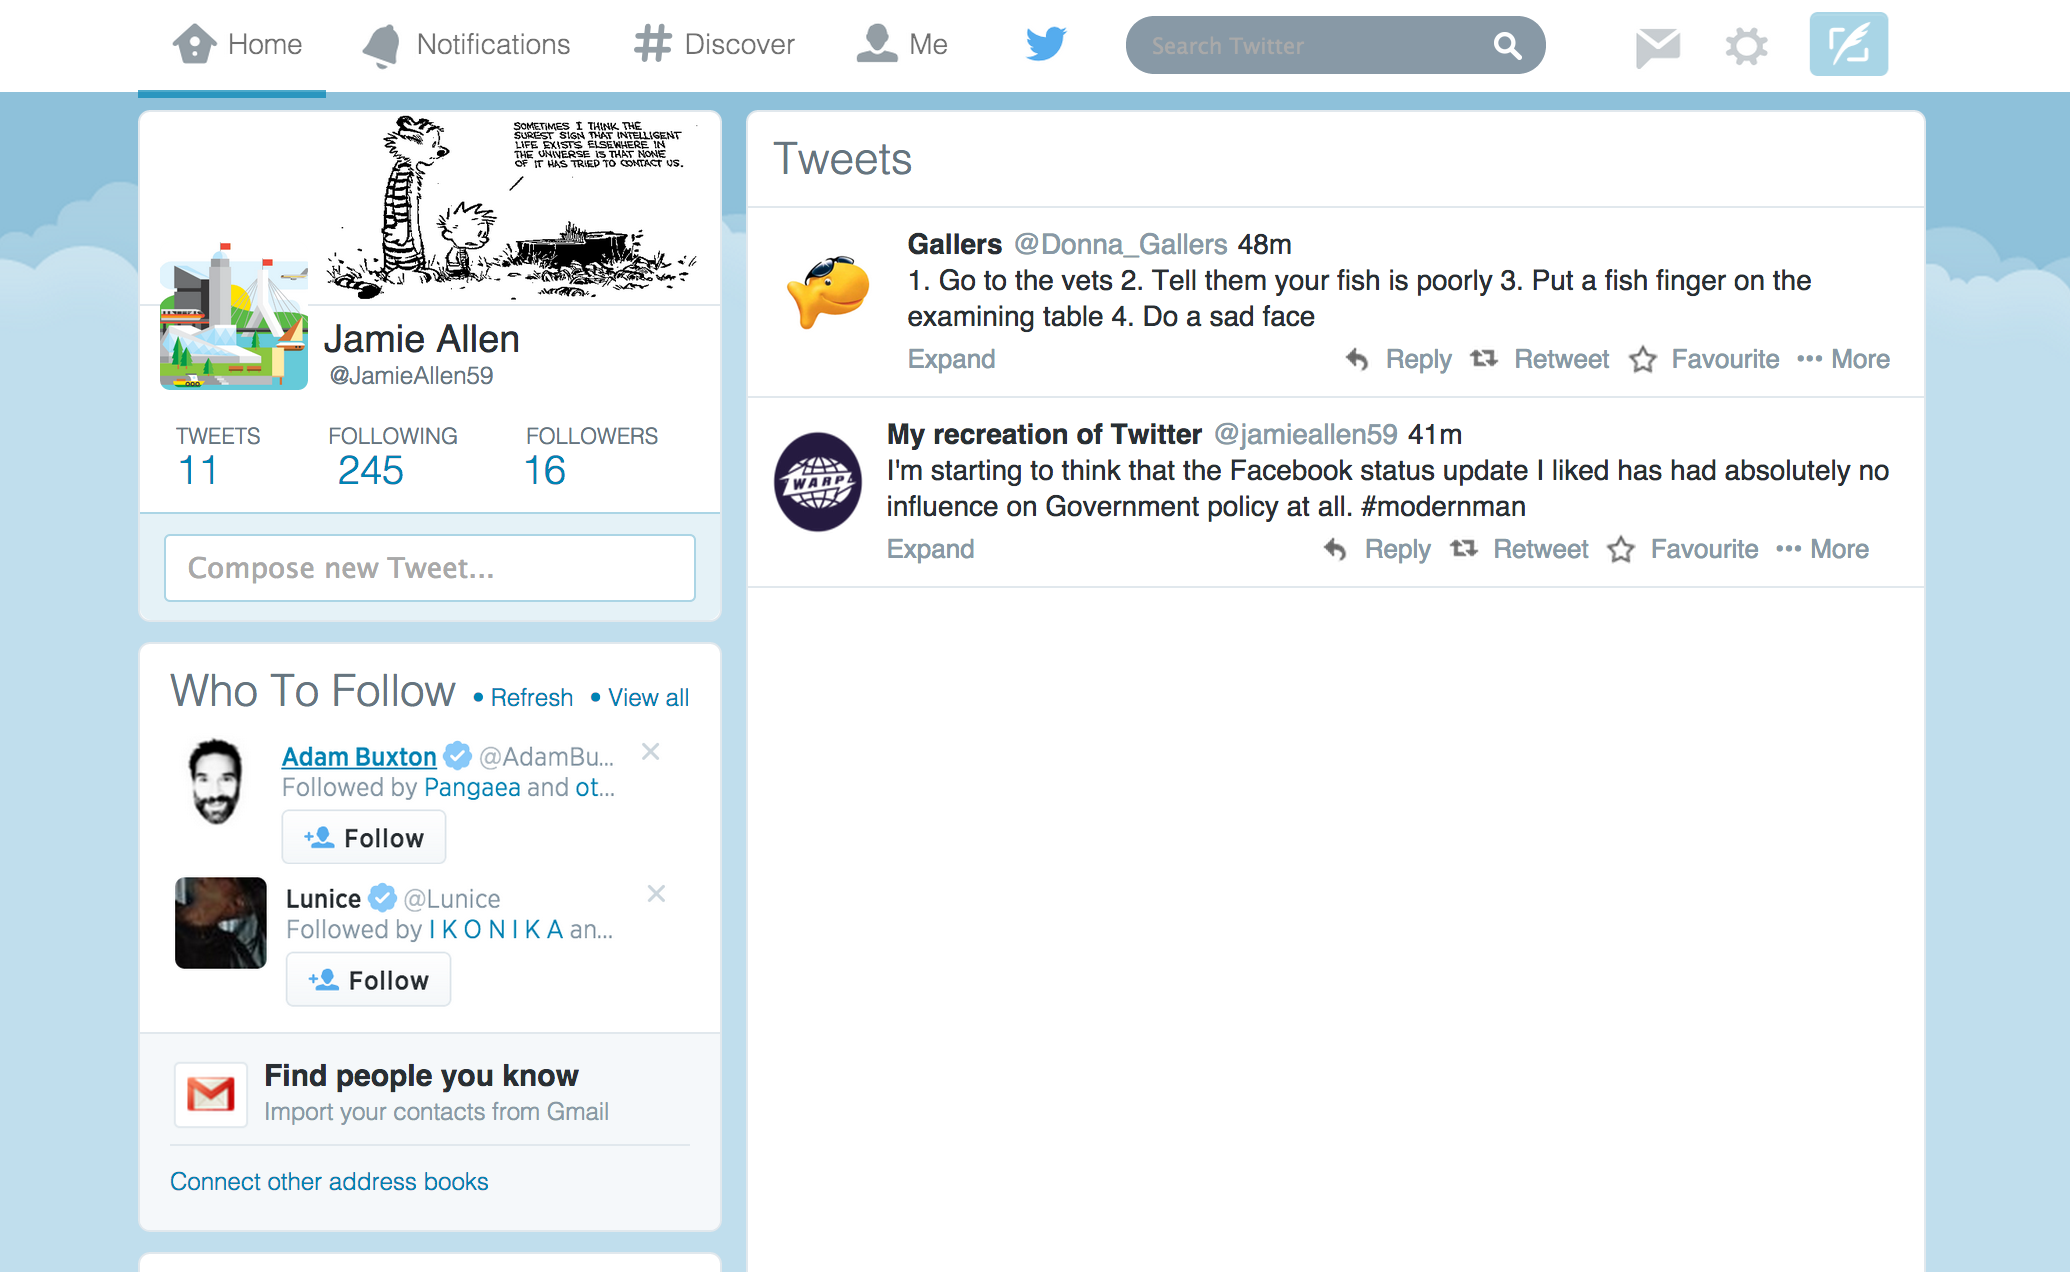 Home
Notifications
Discover
Me
Search Twitter
SOMETIMES I THINK THE
SUREST SIGN THAT INTELLIGENT
LIFE EXISTS ELSEWHERE IN
THE UNIVERSE IS THAT NONE
OF IT HAS TRIED TO CONTACT US.
Jamie Allen
@JamieAllen59
TWEETS FOLLOWING FOLLOWERS
11 245 16
Compose new Tweet...
Who To Follow • Refresh • View all
Adam Buxton @AdamBu...
Followed by Pangaea and ot...
Follow
Lunice @Lunice
Followed by I K O N I K A an...
Follow
Find people you know
Import your contacts from Gmail
Connect other address books
Tweets
Gallers @Donna_Gallers 48m
1. Go to the vets 2. Tell them your fish is poorly 3. Put a fish finger on the
examining table 4. Do a sad face
Expand Reply Retweet Favourite ••• More
WARP
My recreation of Twitter @jamieallen59 41m
I'm starting to think that the Facebook status update I liked has had absolutely no
influence on Government policy at all. #modernman
Expand Reply Retweet Favourite ••• More